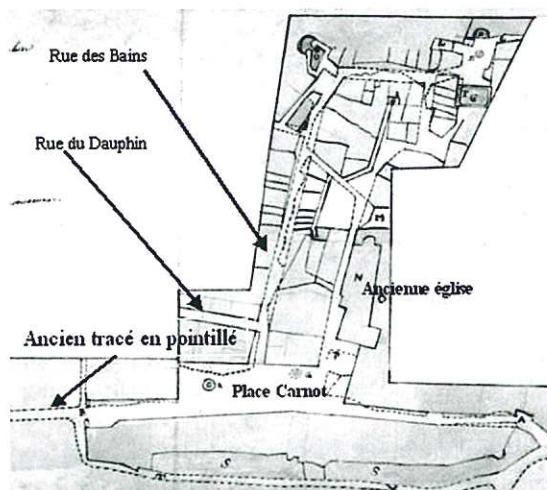 Rue des Bains
Rue du Dauphin
M
N
Ancienne église
Ancien tracé en pointillé
Place Carnot
A
S
S